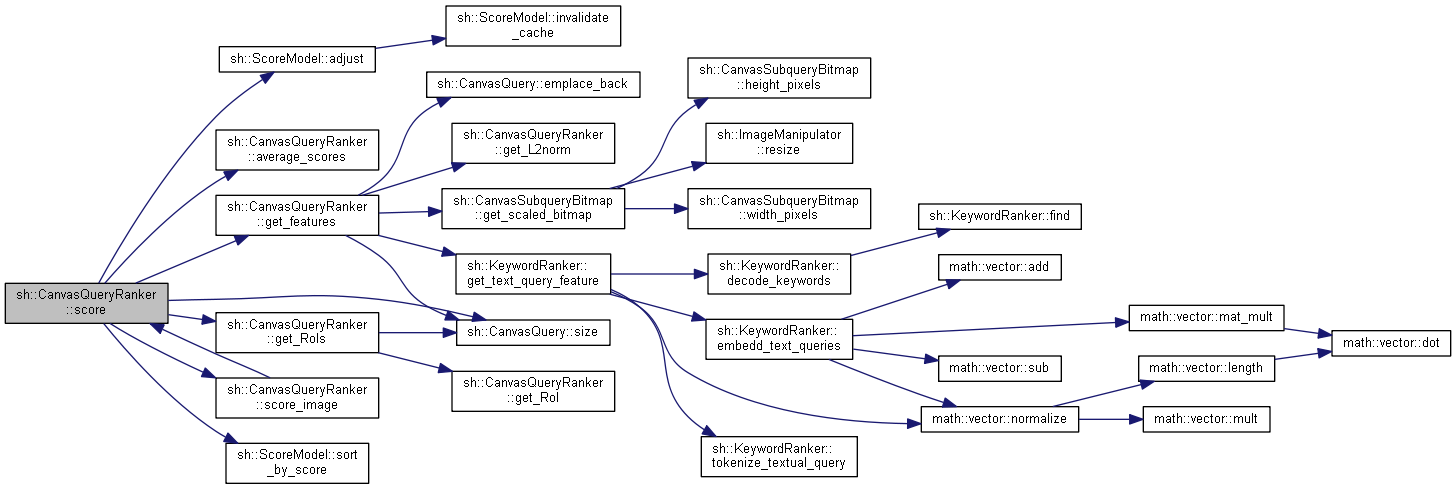 sh::CanvasQueryRanker
::score
sh::ScoreModel::adjust
sh::CanvasQueryRanker
::average_scores
sh::CanvasQueryRanker
::get_features
sh::CanvasQueryRanker
::get_RoIs
sh::CanvasQueryRanker
::score_image
sh::ScoreModel::sort
_by_score
sh::ScoreModel::invalidate
_cache
sh::CanvasQuery::emplace_back
sh::CanvasQueryRanker
::get_L2norm
sh::CanvasSubqueryBitmap
::get_scaled_bitmap
sh::KeywordRanker::
get_text_query_feature
sh::CanvasQuery::size
sh::CanvasQueryRanker
::get_RoI
sh::CanvasSubqueryBitmap
::height_pixels
sh::ImageManipulator
::resize
sh::CanvasSubqueryBitmap
::width_pixels
sh::KeywordRanker::
decode_keywords
sh::KeywordRanker::
embedd_text_queries
sh::KeywordRanker::
tokenize_textual_query
sh::KeywordRanker::find
math::vector::add
math::vector::sub
math::vector::normalize
math::vector::mat_mult
math::vector::length
math::vector::mult
math::vector::dot